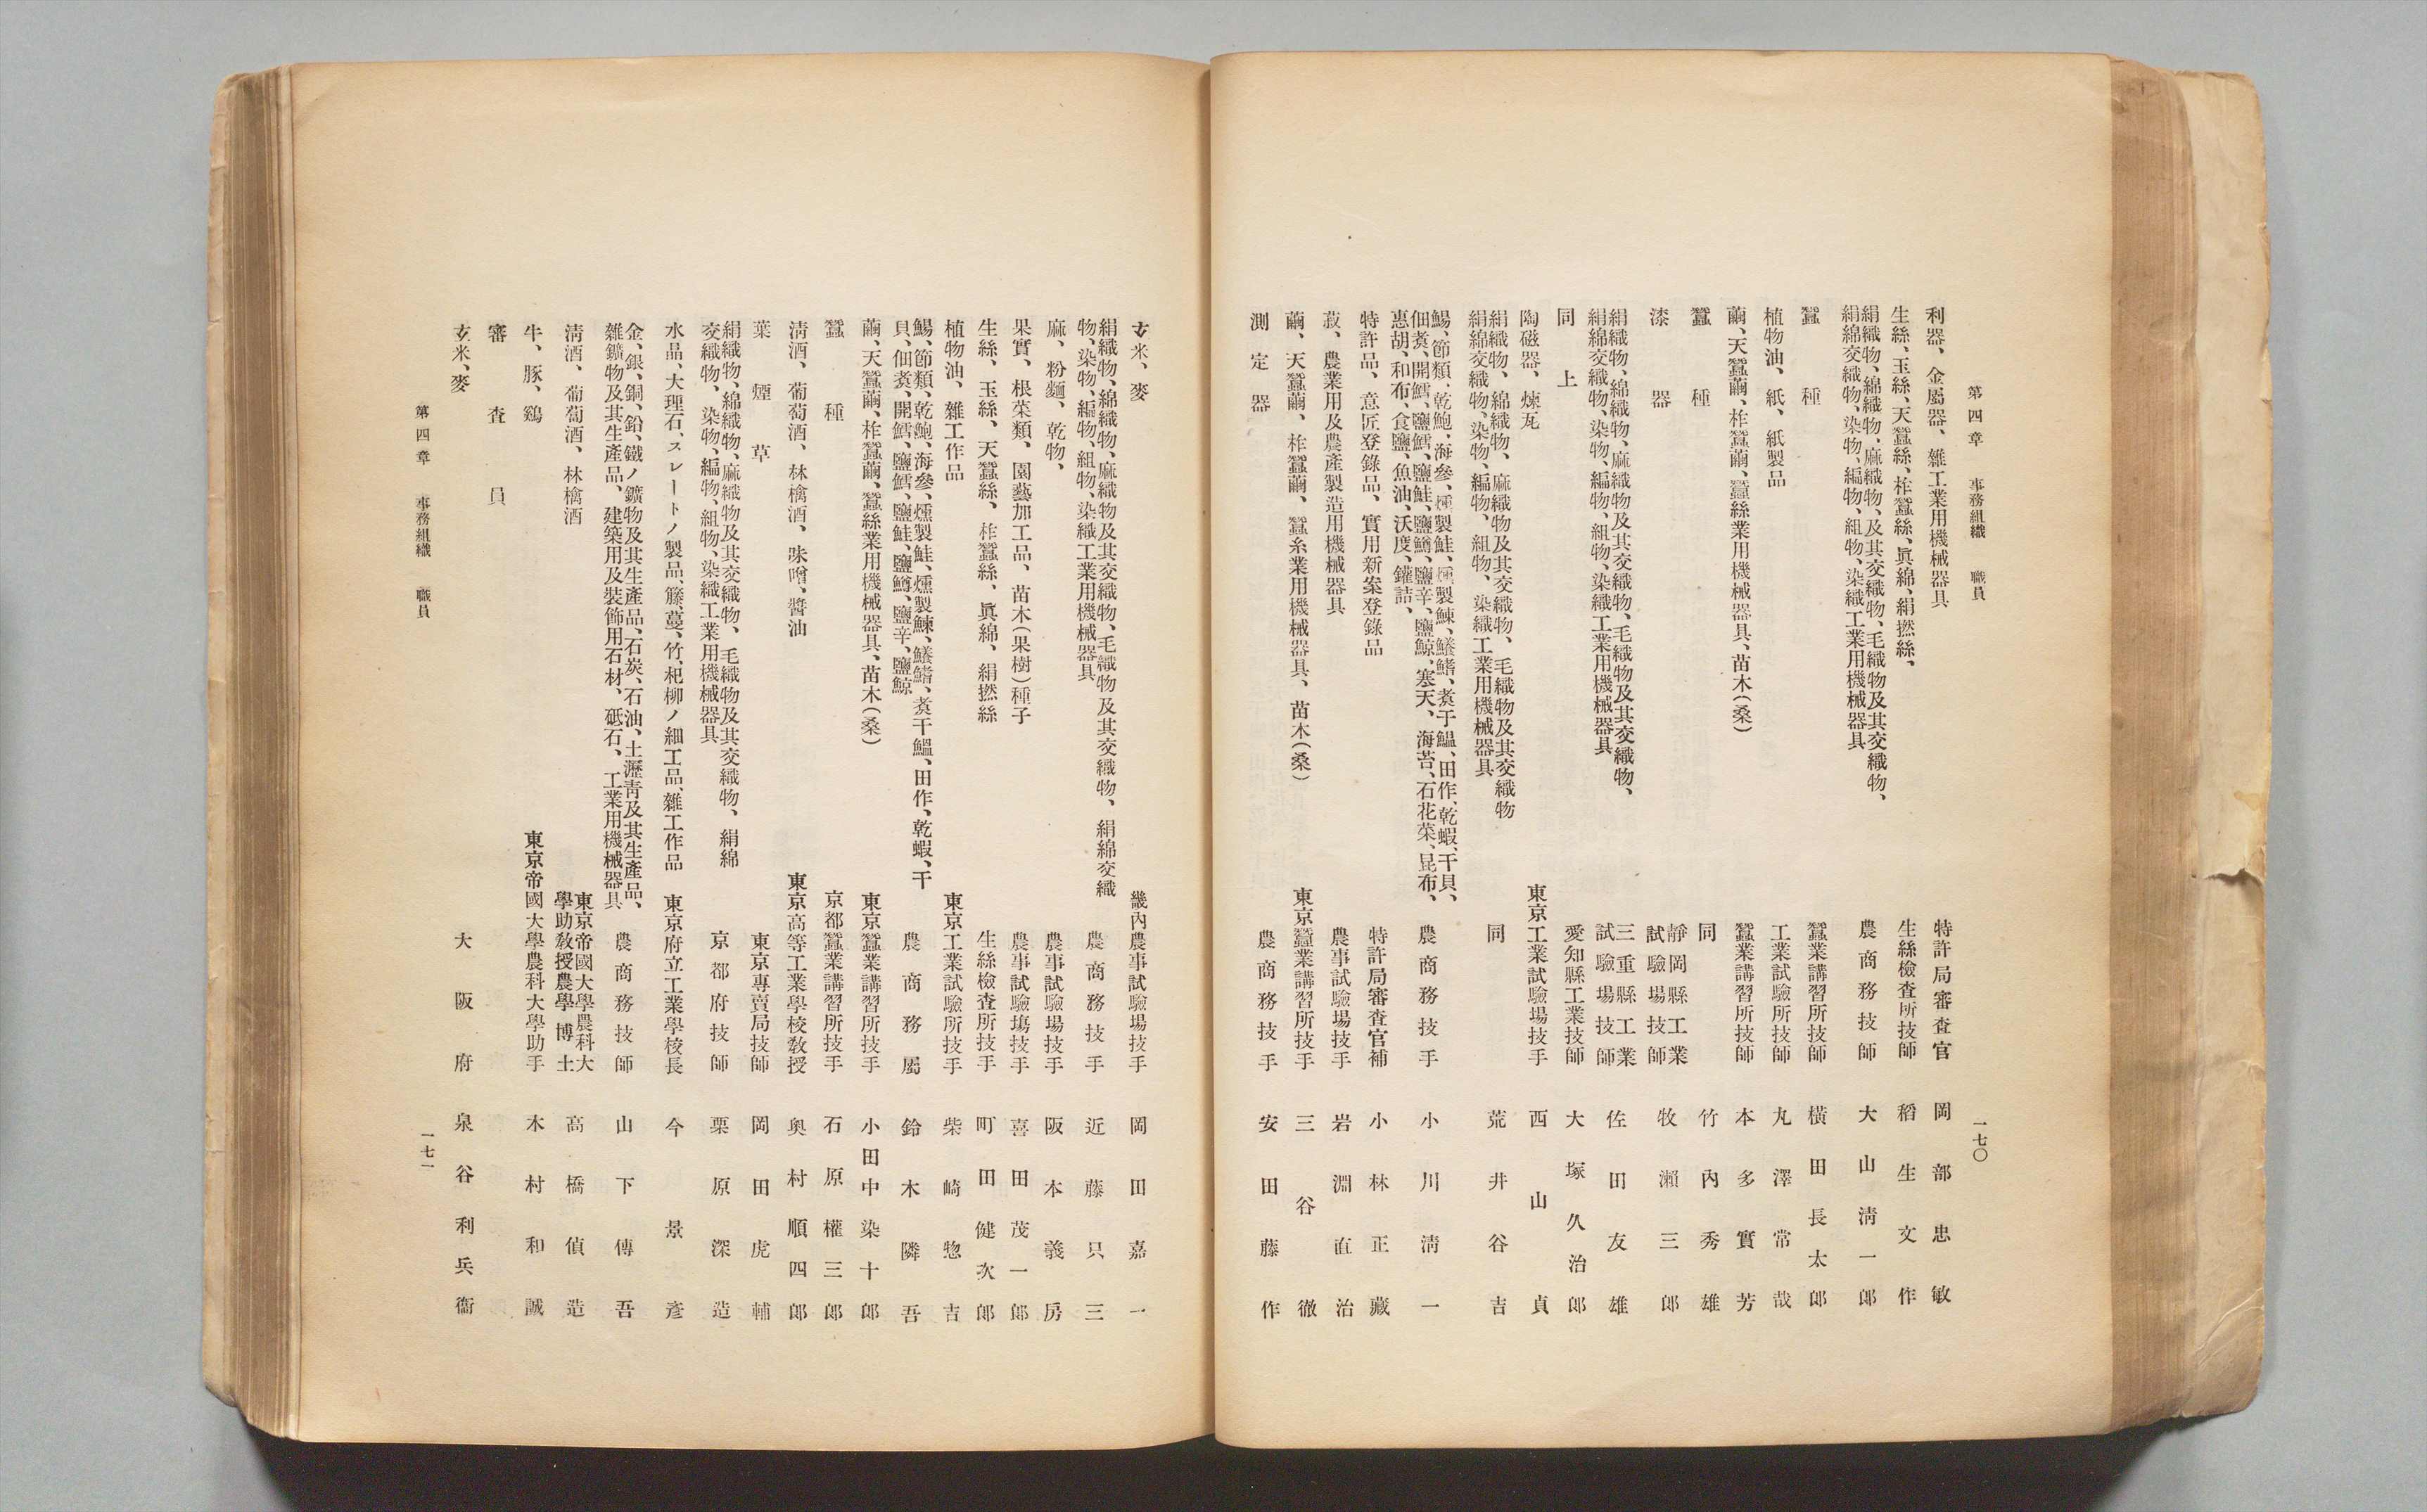 第四章　事務組織　職員
一七〇
利器、金屬器、雜工業用機械器具　特許局審査官　岡部忠敏
生絲、玉絲、天蠶絲、柞蠶絲、眞綿、絹撚絲、　生絲檢査所技師　稻生文作
絹織物、綿織物、麻織物、及其交織物、毛織物及其交織物、
絹綿交織物、染物、編物、組物、染織工業用機械器具　農商務技師　大山淸一郎
蠶種　蠶業講習所技師　橫田長太郎
植物油、紙、紙製品　工業試驗所技師　丸澤常哉
繭、天蠶繭、柞蠶繭、蠶絲業用機械器具、苗木(桑)　蠶業講習所技師　本多實芳
蠶種　同　竹內秀雄
漆器　靜岡縣工業試驗場技師　牧瀨三郎
絹織物、綿織物、麻織物及其交織物、毛織物及其交織物、
絹綿交織物、染物、編物、組物、染織工業用機械器具　三重縣工業試驗場技師　佐田友雄
同上　愛知縣工業技師　大塚久治郎
陶磁器、煉瓦　東京工業試驗場技手　西山貞
絹織物、綿織物、麻織物及其交織物、毛織物及其交織物
絹綿交織物、染物、編物、組物、染織工業用機械器具　同　荒井谷吉
鯣、節類、乾鮑、海參、燻製鮭、燻製鰊、鱶鰭、煮干鰮、田作、乾蝦、干貝、
佃煮、開鱈、鹽鱈、鹽鮭、鹽鱒、鹽辛、鹽鯨、寒天、海苔、石花菜、昆布、
惠胡、和布、食鹽、魚油、沃度、鑵詰、　農商務技手　小川淸一
特許品、意匠登錄品、實用新案登錄品　特許局審査官補　小林正藏
菽、農業用及農產製造用機械器具　農事試驗場技手　岩淵直治
繭、天蠶繭、柞蠶繭、蠶糸業用機械器具、苗木(桑)　東京蠶業講習所技手　三谷徹
測定器　農商務技手　安田藤作
玄米、麥　畿內農事試驗場技手　岡田嘉一
絹織物、綿織物、麻織物及其交織物、毛織物及其交織物、絹綿交織
物、染物、編物、組物、染織工業用機械器具　農商務技手　近藤只三
麻、粉麵、乾物、　農事試驗場技手　阪本義房
果實、根菜類、園藝加工品、苗木(果樹)種子　農事試驗塲技手　喜田茂一郎
生絲、玉絲、天蠶絲、柞蠶絲、眞綿、絹撚絲　生絲檢査所技手　町田健次郎
植物油、雜工作品　東京工業試驗所技手　柴崎惣吉
鯣、節類、乾鮑、海參、燻製鮭、燻製鰊、鱶鰭、煮干鰮、田作、乾蝦、干
貝、佃煮、開鱈、鹽鱈、鹽鮭、鹽鱒、鹽辛、鹽鯨　農商務屬　鈴木隣吾
繭、天蠶繭、柞蠶繭、蠶絲業用機械器具、苗木(桑)　東京蠶業講習所技手　小田中染十郎
蠶種　京都蠶業講習所技手　石原權三郎
淸酒、葡萄酒、林檎酒、味噌、醬油　東京高等工業學校敎授　奧村順四郎
葉煙草　東京專賣局技師　岡田虎輔
絹織物、綿織物、麻織物及其交織物、毛織物及其交織物、絹綿
交織物、染物、編物、組物、染織工業用機械器具　京都府技師　栗原深造
水品、大理石、スレートノ製品、籐、蔓、竹、杞柳ノ細工品、雜工作品　東京府立工業學校長　今景彥
金、銀、銅、鉛、鐵ノ鑛物及其生產品、石炭、石油、土瀝靑及其生產品、
雜鑛物及其生產品、建築用及裝飾用石材、砥石、工業用機械器具　農商務技師　山下傳吾
淸酒、葡萄酒、林檎酒　東京帝國大學農科大學助敎授農學博士　高橋偵造
牛、豚、鷄　東京帝國大學農科大學助手　木村和誠
審査員
玄米、麥　大阪府　泉谷利兵衞
第四章　事務組織　職員
一七一